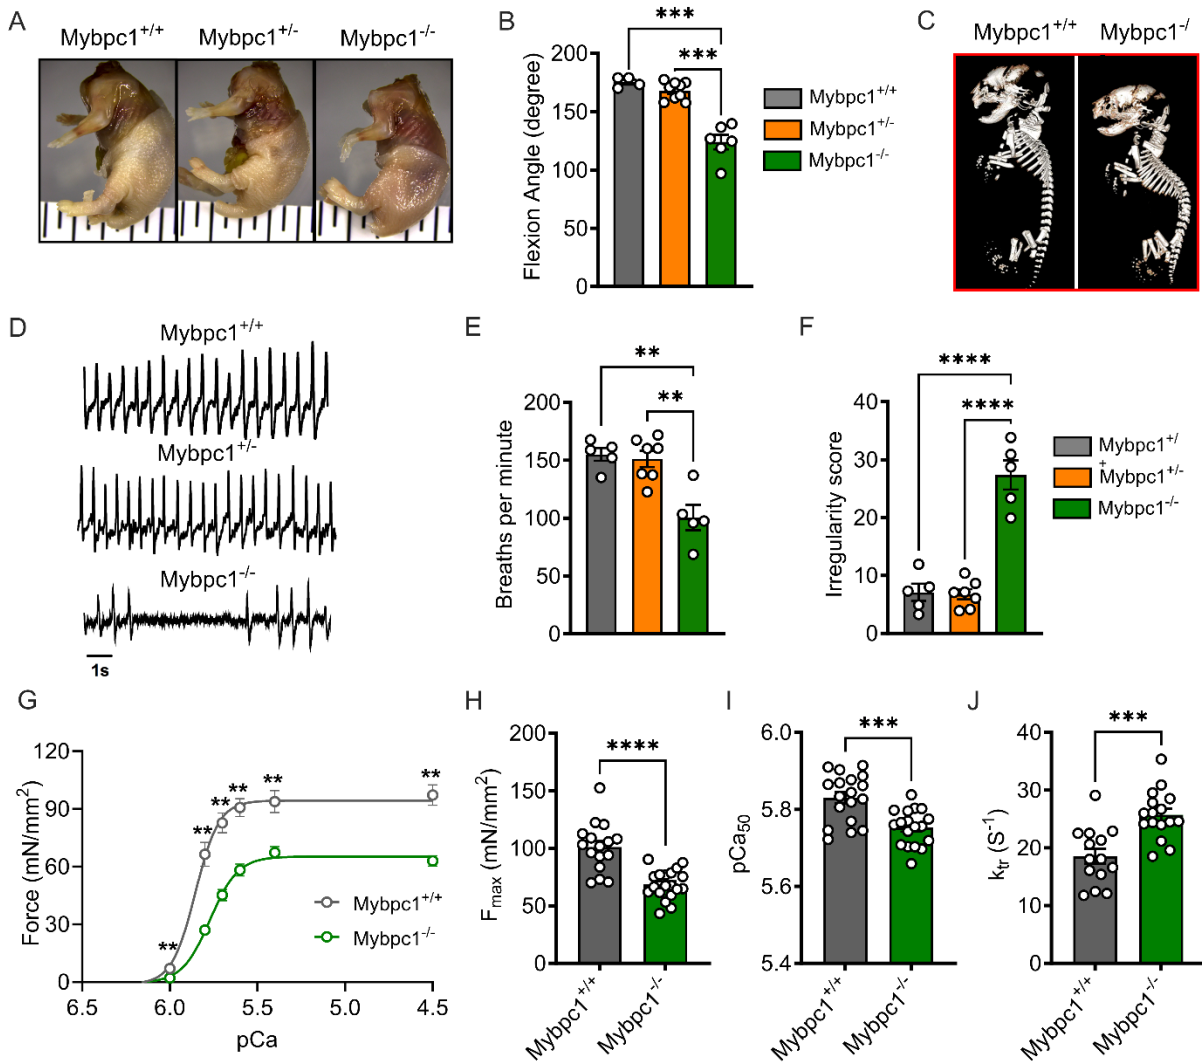 A
Mybpc1+/+ Mybpc1+/- Mybpc1-/-
B
***
***
200
150
100
50
0
Flexion Angle (degree)
Mybpc1+/+
Mybpc1+/-
Mybpc1-/-
C
Mybpc1+/+ Mybpc1-/
D
Mybpc1+/+
Mybpc1+/-
Mybpc1-/-
1s
E
**
**
200
150
100
50
0
Breaths per minute
F
****
****
40
30
20
10
0
Irregularity score
Mybpc1+/
+
Mybpc1+/-
Mybpc1-/-
G
120
90
60
30
0
Force (mN/mm2)
** ** ** ** ** **
Mybpc1+/+
Mybpc1-/-
6.5 6.0 5.5 5.0 4.5
pCa
H
****
200
150
100
50
0
Fmax (mN/mm2)
Mybpc1+/+
Mybpc1-/-
I
***
6.0
5.8
5.6
5.4
pCa50
Mybpc1+/+
Mybpc1-/-
J
***
40
30
20
10
0
ktr (S-1)
Mybpc1+/+
Mybpc1-/-